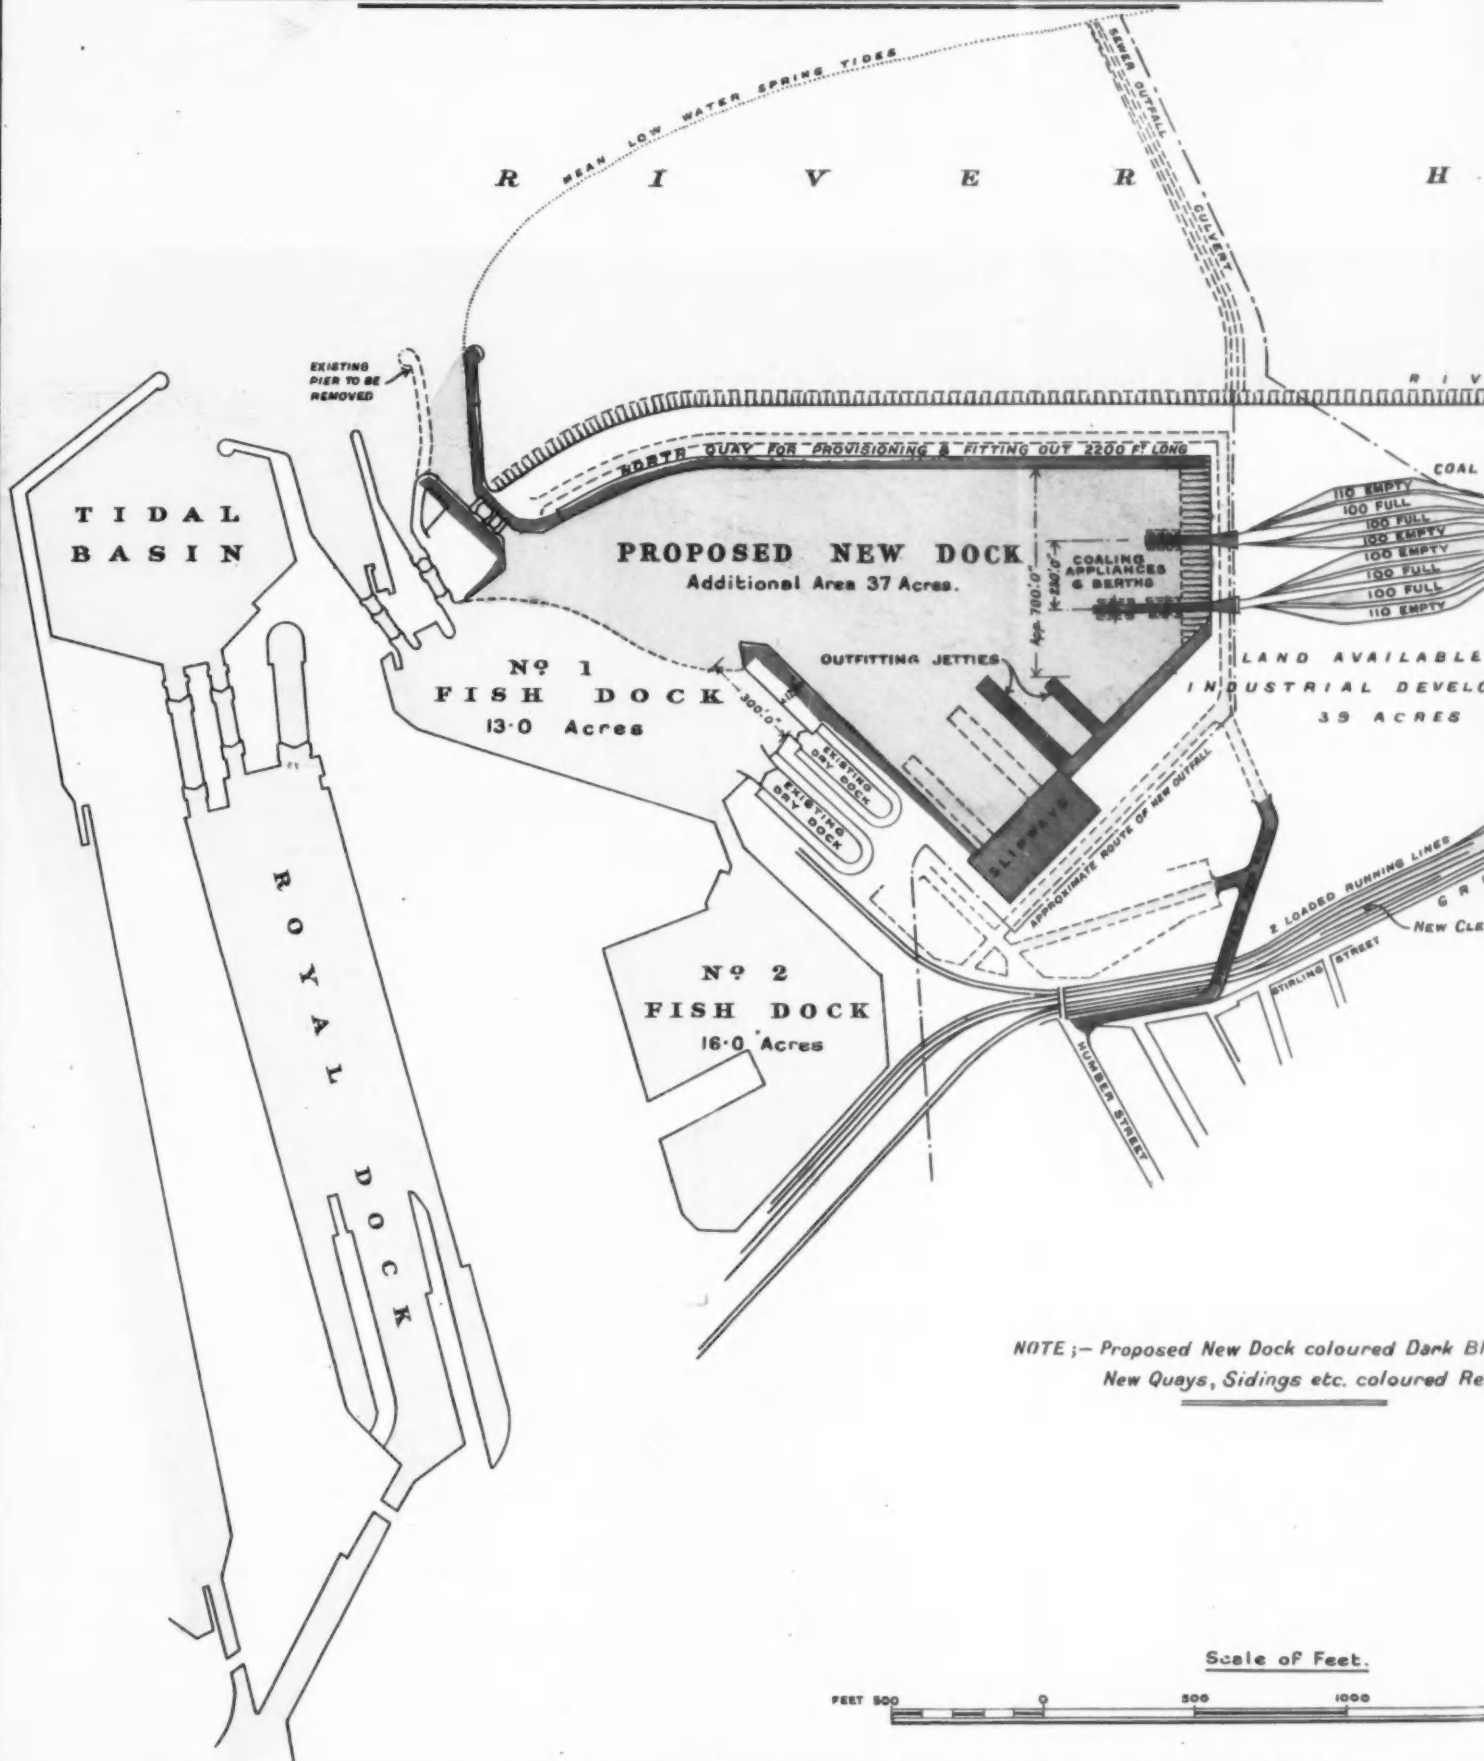 MEAN LOW WATER SPRING TIDES
SEWER OUTFALL
CULVERT
R I V E R H
EXISTING
PIER TO BE
REMOVED
R I V
NORTH QUAY FOR PROVISIONING & FITTING OUT 2200 FT LONG
COAL
110 EMPTY
100 FULL
100 FULL
100 EMPTY
100 EMPTY
100 FULL
100 FULL
110 EMPTY
TIDAL
BASIN
PROPOSED NEW DOCK
Additional Area 37 Acres.
App. 700'.0"
COALING
APPLIANCES
& BERTHS
OUTFITTING JETTIES
LAND AVAILABLE
INDUSTRIAL DEVELO
39 ACRES
No 1
FISH DOCK
13·0 Acres
300'.0"
EXISTING
DRY DOCK
EXISTING
DRY DOCK
SLIPWAYS
APPROXIMATE ROUTE OF NEW OUTFALL
2 LOADED RUNNING LINES
G R
NEW CLE
STIRLING STREET
No 2
FISH DOCK
16·0 Acres
HUMBER STREET
ROYAL DOCK
NOTE;— Proposed New Dock coloured Dark Bl
New Quays, Sidings etc. coloured Re
Scale of Feet.
FEET 500 0 500 1000